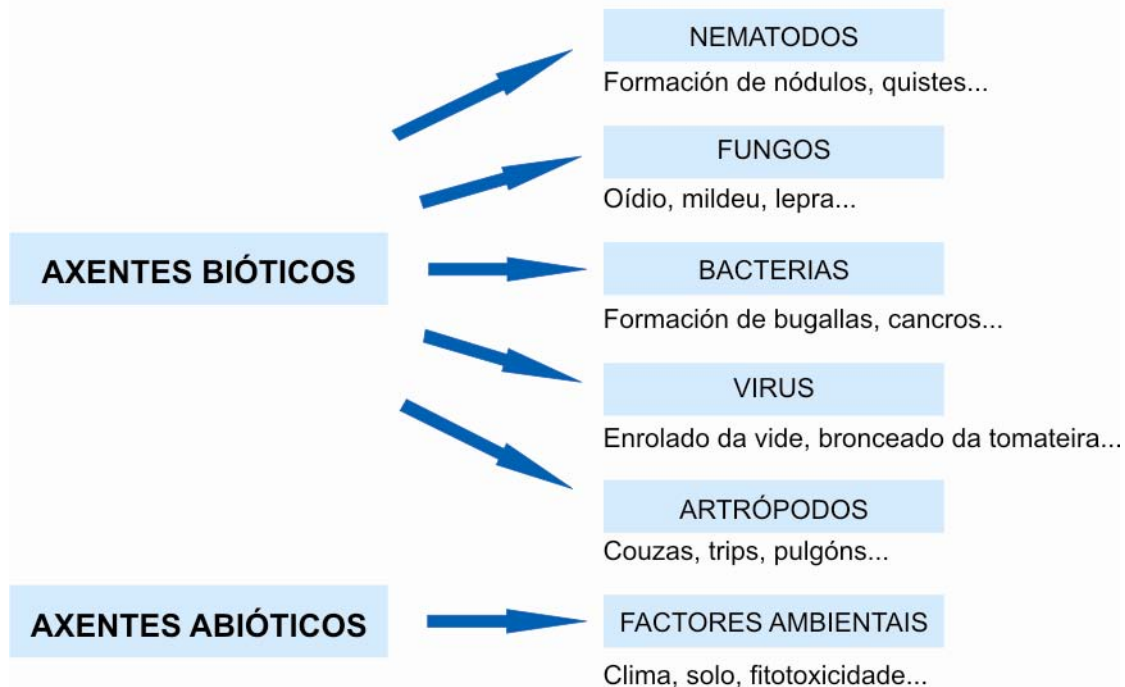 NEMATODOS
Formación de nódulos, quistes...
FUNGOS
Oídio, mildeu, lepra...
AXENTES BIÓTICOS
BACTERIAS
Formación de bugallas, cancros...
VIRUS
Enrolado da vide, bronceado da tomateira...
ARTRÓPODOS
Couzas, trips, pulgóns...
AXENTES ABIÓTICOS
FACTORES AMBIENTAIS
Clima, solo, fitotoxicidade...